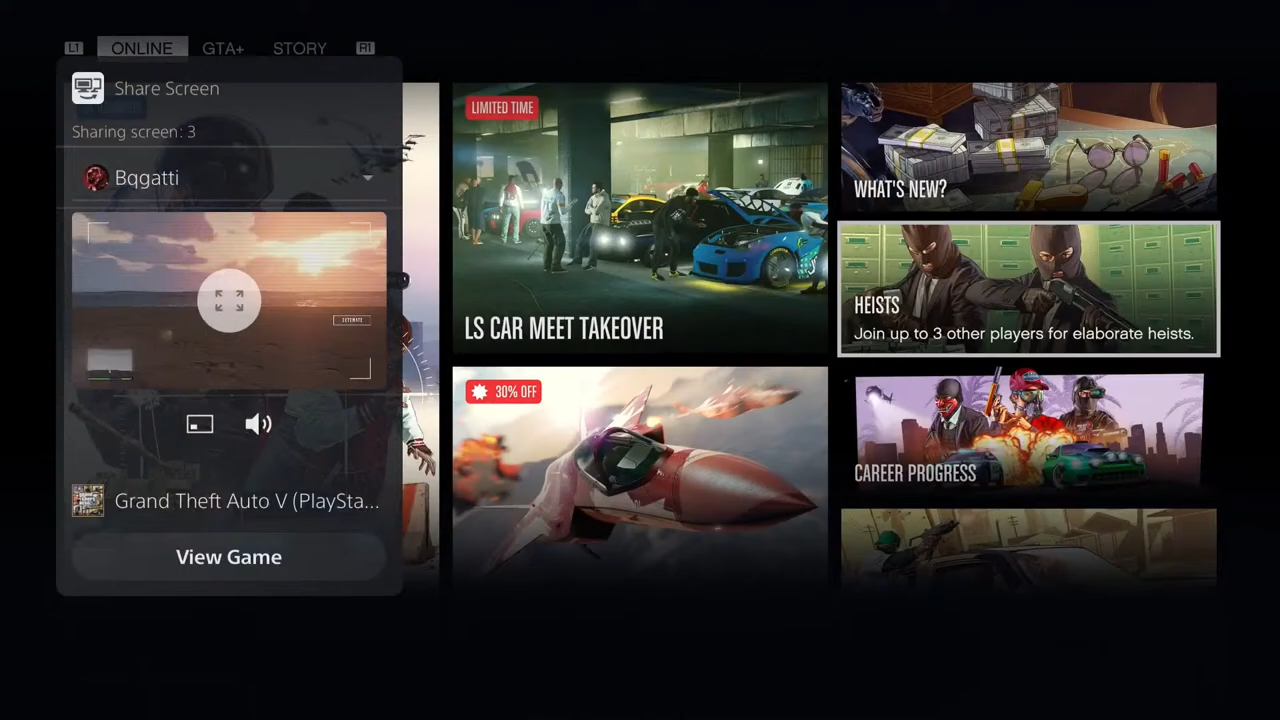 L1 ONLINE GTA+ STORY R1
Share Screen
Sharing screen: 3
Bqgatti
DETONATE
Grand Theft Auto V (PlaySta...
View Game
LIMITED TIME
LS CAR MEET TAKEOVER
30% OFF
WHAT'S NEW?
HEISTS
Join up to 3 other players for elaborate heists.
CAREER PROGRESS